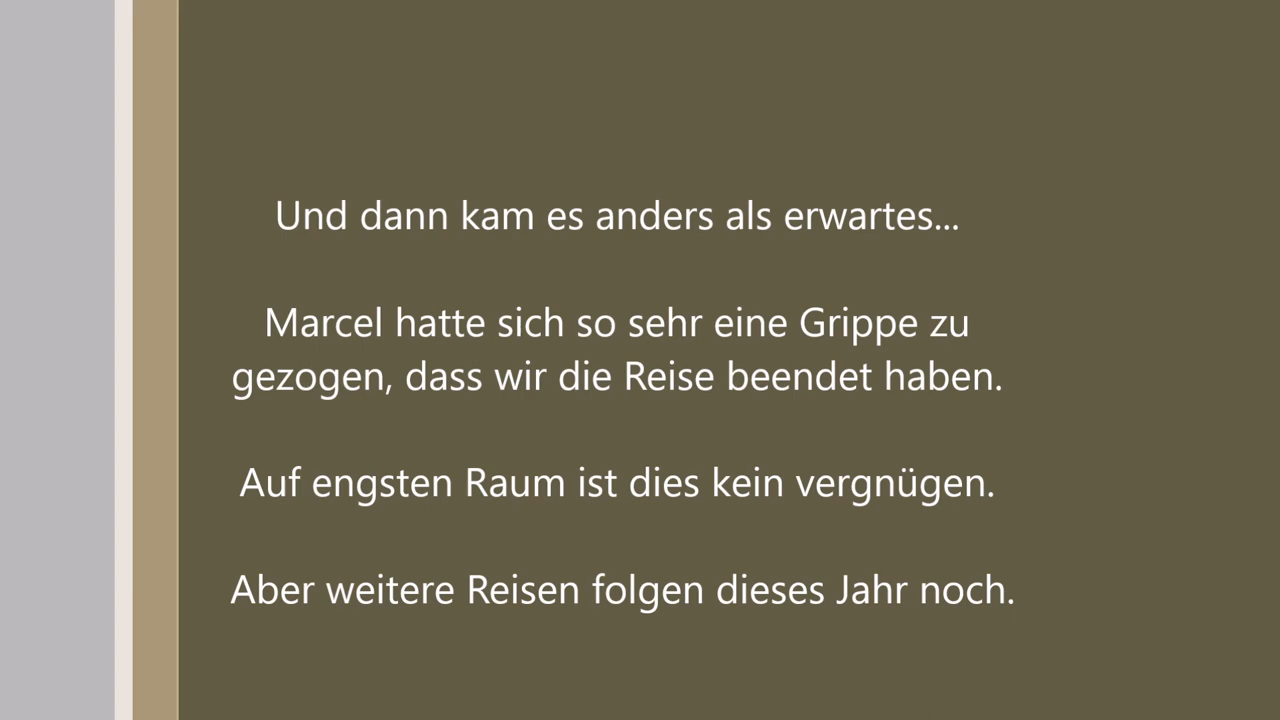 Und dann kam es anders als erwartes...
Marcel hatte sich so sehr eine Grippe zu
gezogen, dass wir die Reise beendet haben.
Auf engsten Raum ist dies kein vergnügen.
Aber weitere Reisen folgen dieses Jahr noch.